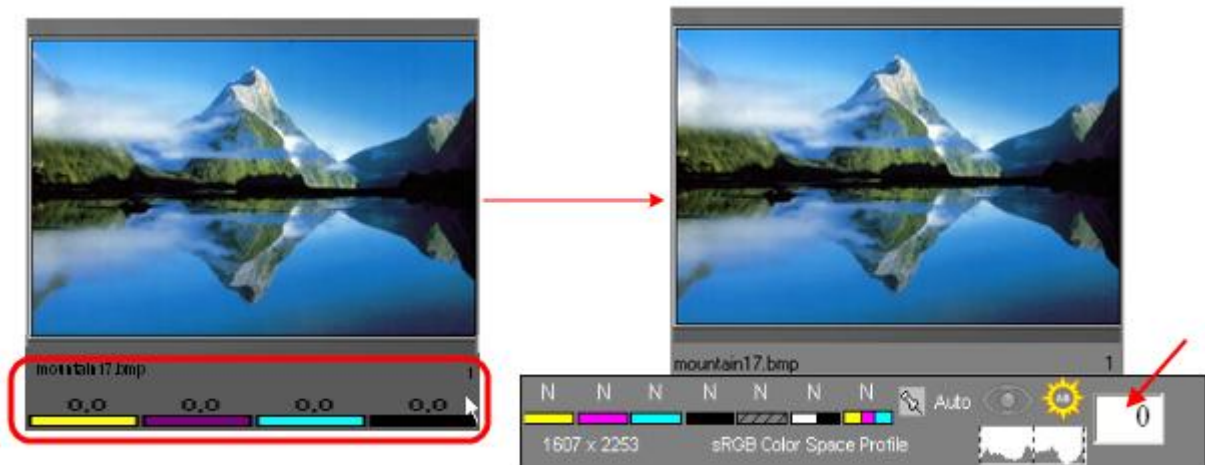 mountain17.bmp 1
0,0 0,0 0,0 0,0
mountain17.bmp 1
N N N N N N N
Auto
AB
0
1607 x 2253 sRGB Color Space Profile